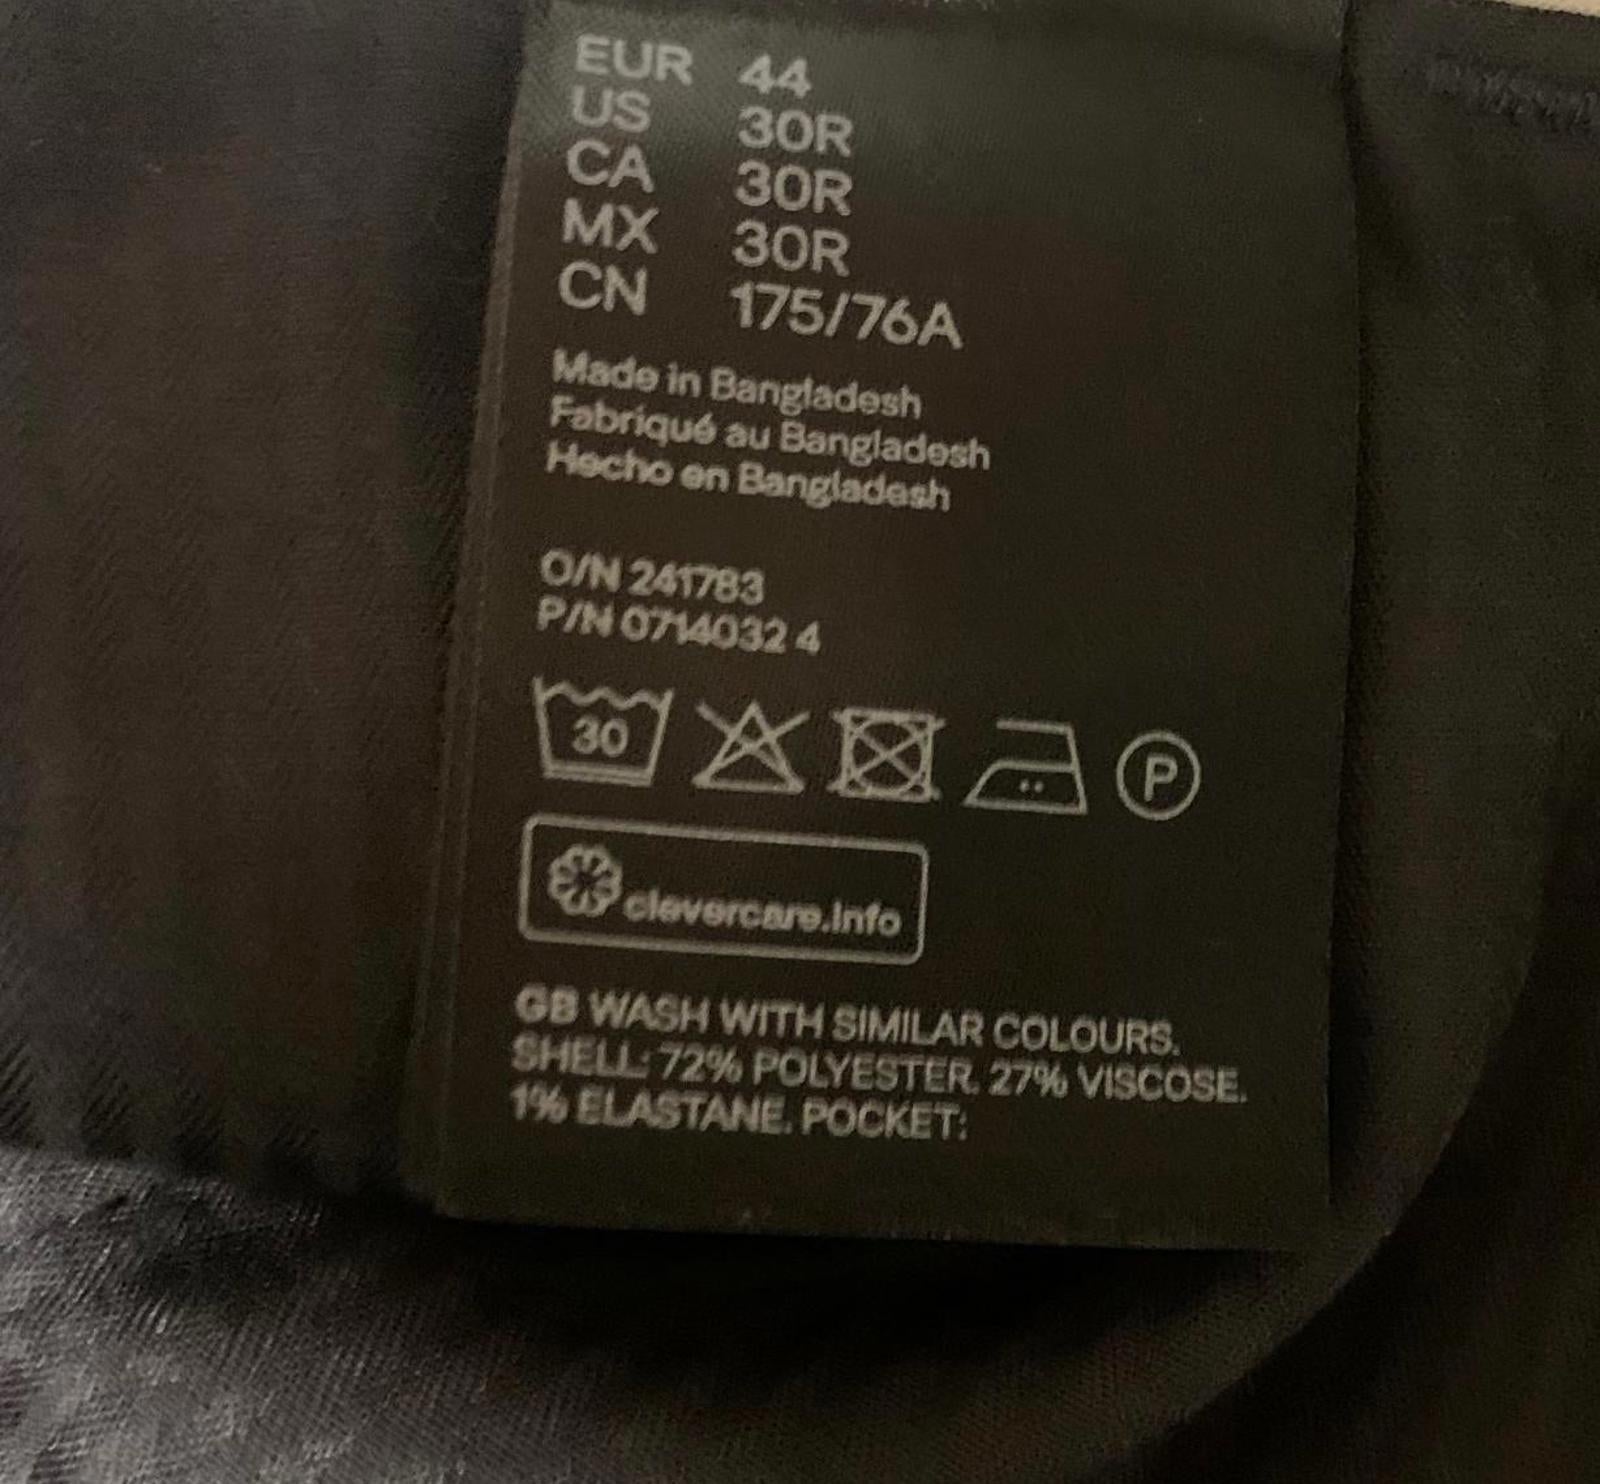 EUR 44
US 30R
CA 30R
MX 30R
CN 175/76A
Made in Bangladesh
Fabriqué au Bangladesh
Hecho en Bangladesh
O/N 241783
P/N 0714032 4
30 P
clevercare.info
GB WASH WITH SIMILAR COLOURS.
SHELL: 72% POLYESTER. 27% VISCOSE.
1% ELASTANE. POCKET: